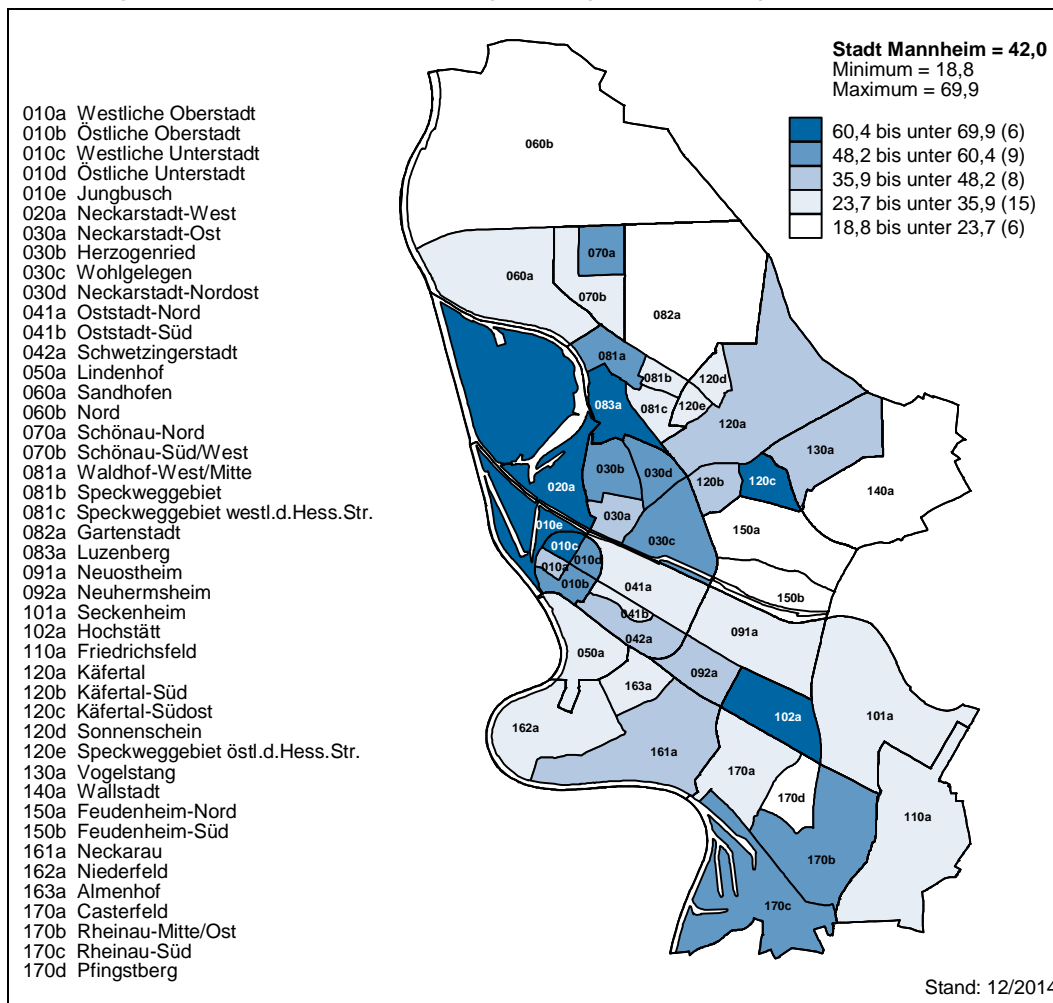 Stadt Mannheim = 42,0
Minimum = 18,8
Maximum = 69,9
60,4 bis unter 69,9 (6)
48,2 bis unter 60,4 (9)
35,9 bis unter 48,2 (8)
23,7 bis unter 35,9 (15)
18,8 bis unter 23,7 (6)
010a Westliche Oberstadt
010b Östliche Oberstadt
010c Westliche Unterstadt
010d Östliche Unterstadt
010e Jungbusch
020a Neckarstadt-West
030a Neckarstadt-Ost
030b Herzogenried
030c Wohlgelegen
030d Neckarstadt-Nordost
041a Oststadt-Nord
041b Oststadt-Süd
042a Schwetzingerstadt
050a Lindenhof
060a Sandhofen
060b Nord
070a Schönau-Nord
070b Schönau-Süd/West
081a Waldhof-West/Mitte
081b Speckweggebiet
081c Speckweggebiet westl.d.Hess.Str.
082a Gartenstadt
083a Luzenberg
091a Neuostheim
092a Neuhermsheim
101a Seckenheim
102a Hochstätt
110a Friedrichsfeld
120a Käfertal
120b Käfertal-Süd
120c Käfertal-Südost
120d Sonnenschein
120e Speckweggebiet östl.d.Hess.Str.
130a Vogelstang
140a Wallstadt
150a Feudenheim-Nord
150b Feudenheim-Süd
161a Neckarau
162a Niederfeld
163a Almenhof
170a Casterfeld
170b Rheinau-Mitte/Ost
170c Rheinau-Süd
170d Pfingstberg
060b
070a
060a
070b
082a
081a
081b
120d
083a
081c
120e
120a
130a
030b
030d
120b
120c
140a
020a
030a
010e
030c
150a
010c
010a
010d
010b
041a
150b
041b
042a
091a
050a
092a
163a
102a
101a
162a
161a
170a
170d
110a
170b
170c
Stand: 12/2014